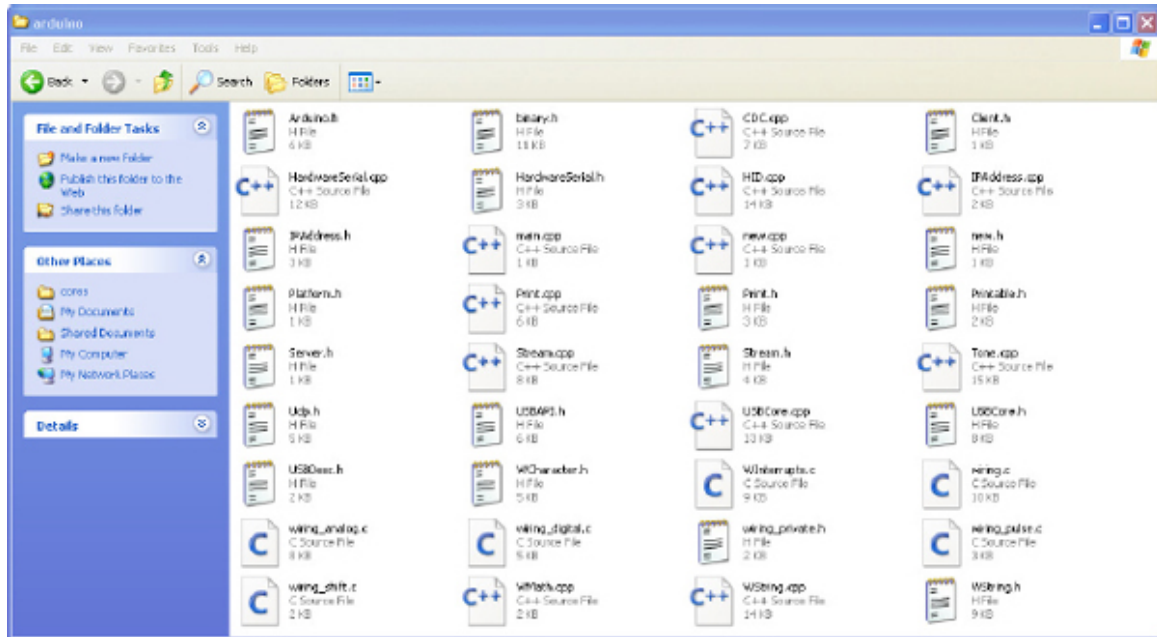 arduino
File Edit View Favorites Tools Help
Back Search Folders
File and Folder Tasks
Make a new folder
Publish this folder to the
Web
Share this folder
Other Places
cores
My Documents
Shared Documents
My Computer
My Network Places
Details
Arduino.h
H File
6 KB
binary.h
H File
11 KB
C++
CDC.cpp
C++ Source File
7 KB
Client.h
H File
1 KB
C++
HardwareSerial.cpp
C++ Source File
12 KB
HardwareSerial.h
H File
3 KB
C++
HID.cpp
C++ Source File
14 KB
C++
IPAddress.cpp
C++ Source File
2 KB
IPAddress.h
H File
3 KB
C++
main.cpp
C++ Source File
1 KB
C++
new.cpp
C++ Source File
1 KB
new.h
H File
1 KB
Platform.h
H File
1 KB
C++
Print.cpp
C++ Source File
6 KB
Print.h
H File
3 KB
Printable.h
H File
2 KB
Server.h
H File
1 KB
C++
Stream.cpp
C++ Source File
8 KB
Stream.h
H File
4 KB
C++
Tone.cpp
C++ Source File
15 KB
Udp.h
H File
5 KB
USBAPI.h
H File
6 KB
C++
USBCore.cpp
C++ Source File
KB
USBCore.h
H File
8 KB
USBDesc.h
H File
2 KB
WCharacter.h
H File
5 KB
C
WInterrupts.c
C Source File
9 KB
C
wiring.c
C Source File
10 KB
C
wiring_analog.c
C Source File
8 KB
C
wiring_digital.c
C Source File
5 KB
wiring_private.h
H File
2 KB
C
wiring_pulse.c
C Source File
3 KB
C
wiring_shift.c
C Source File
2 KB
C++
WMath.cpp
C++ Source File
2 KB
C++
WString.cpp
C++ Source File
14 KB
WString.h
H File
9 KB